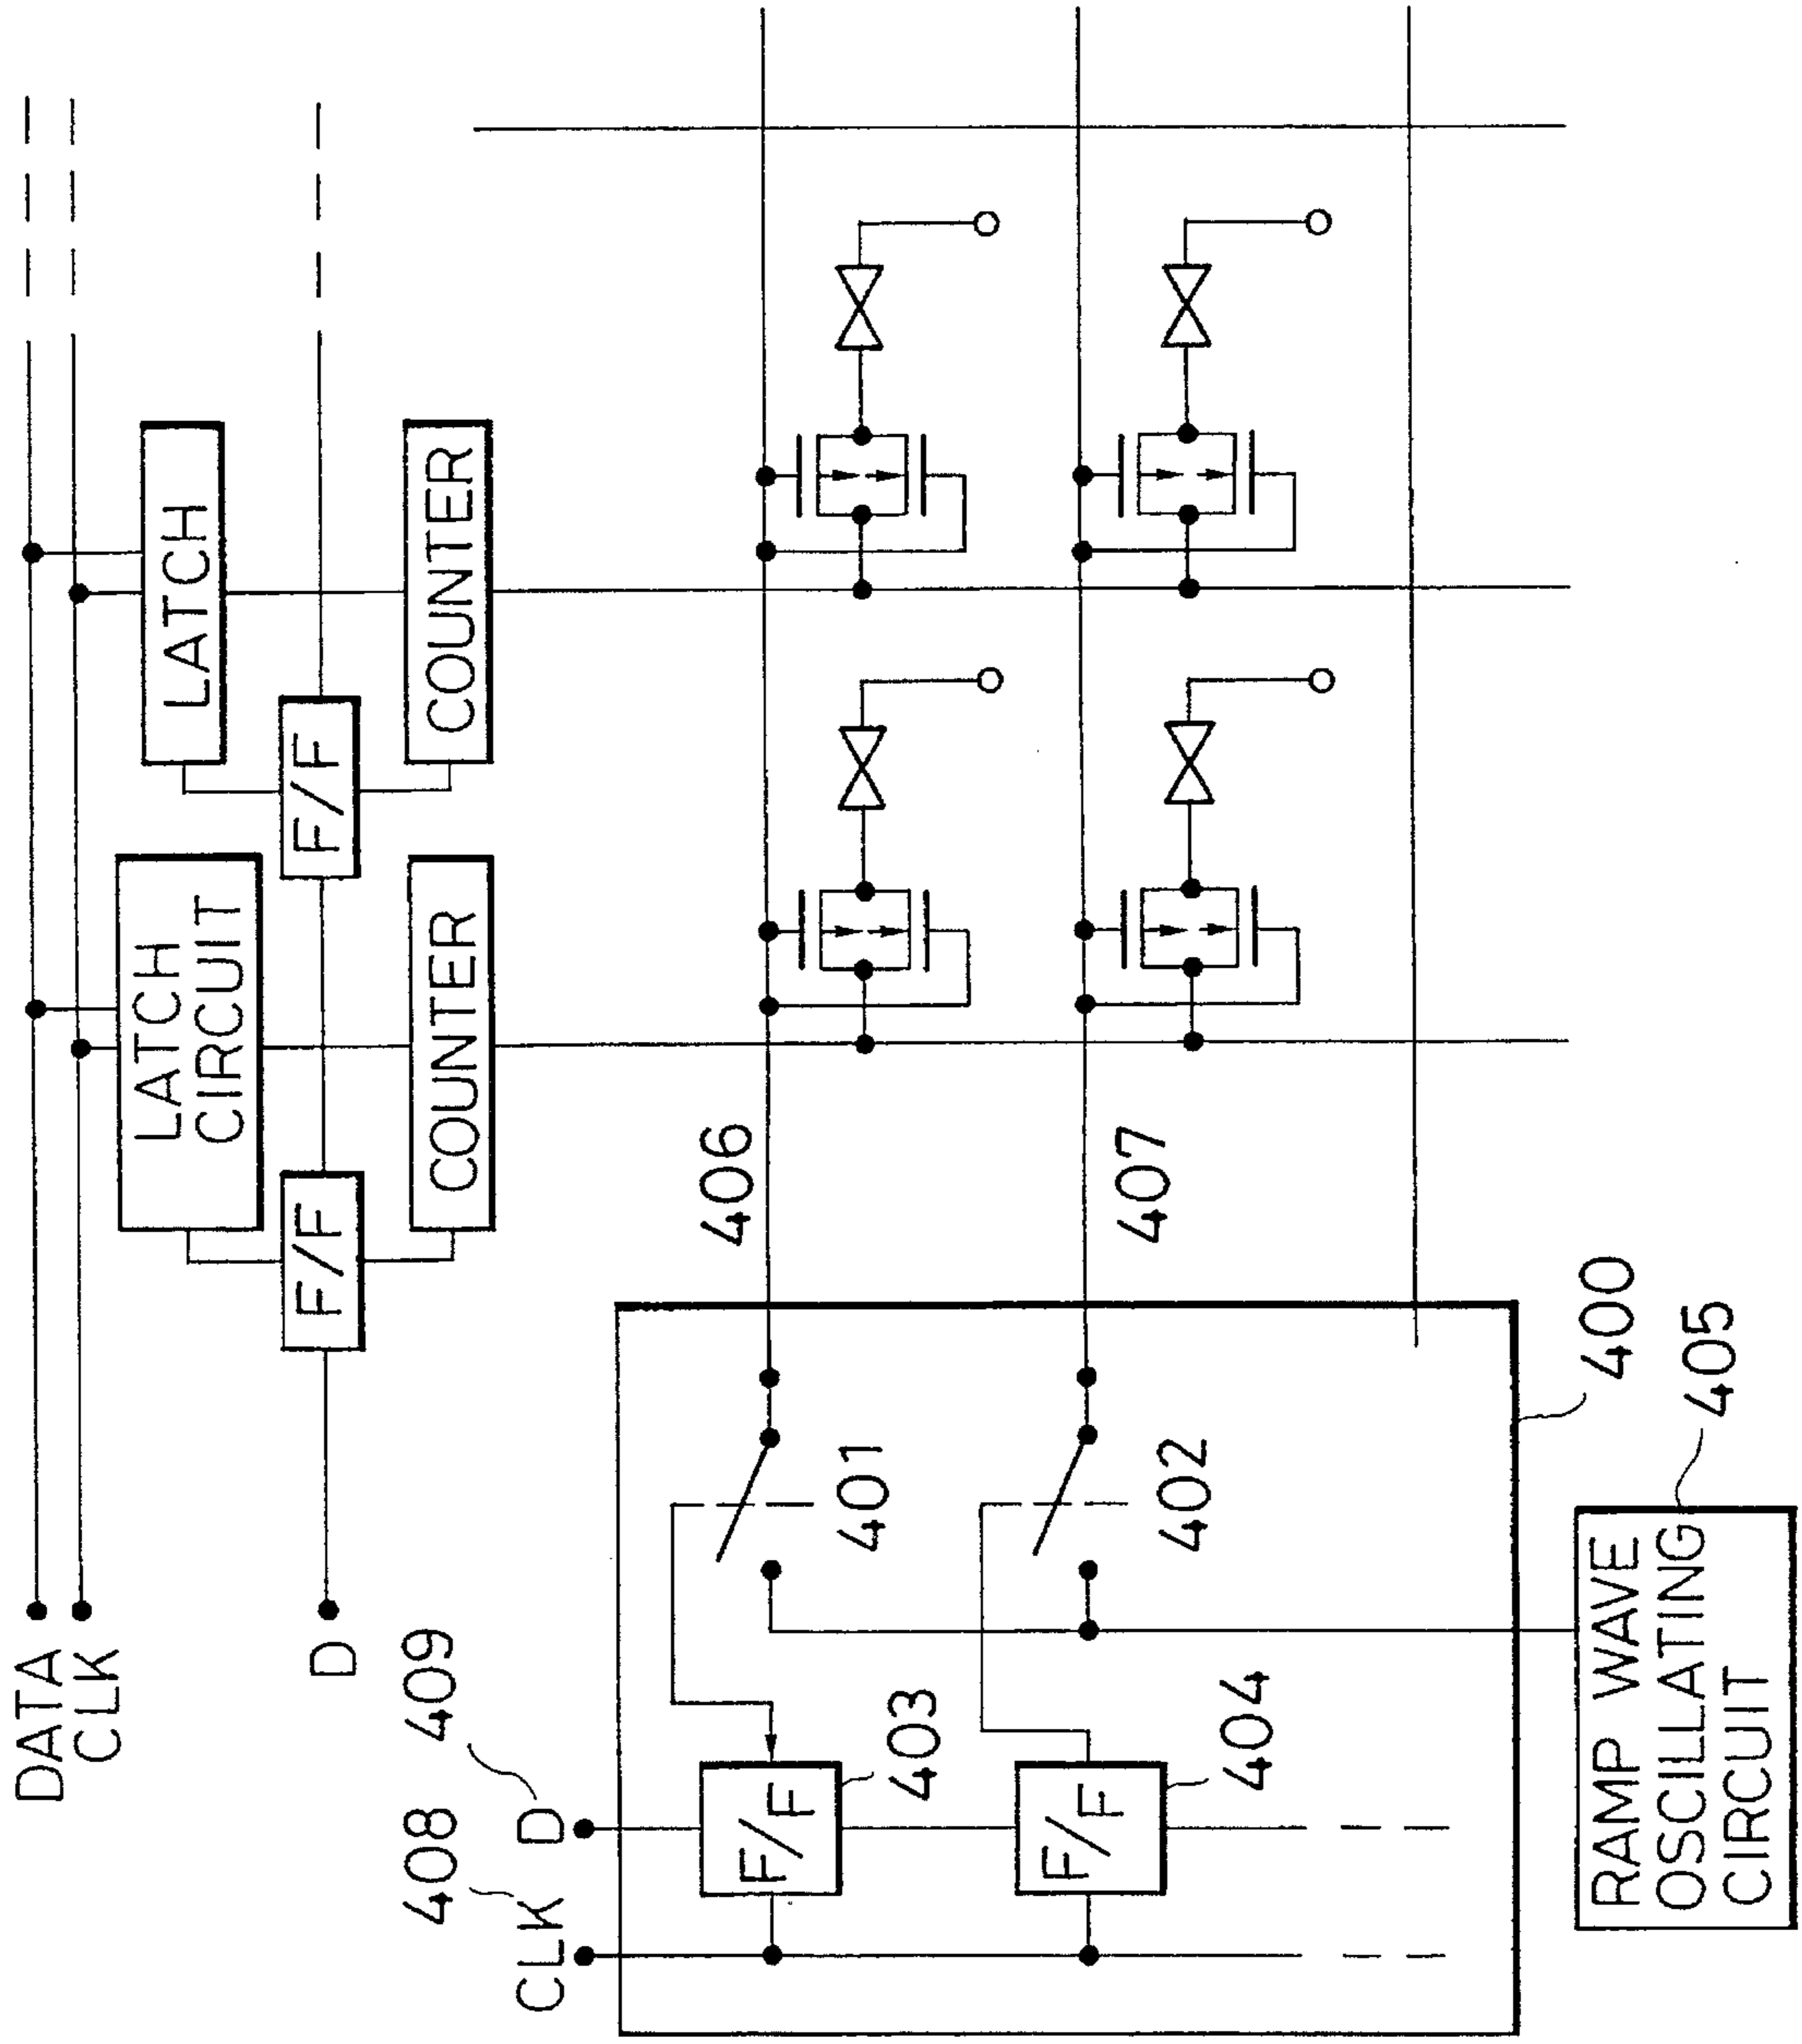 DATA
CLK
D
LATCH
CIRCUIT
LATCH
F/F
F/F
COUNTER
COUNTER
408
409
CLK
D
406
407
401
402
F/F
403
F/F
404
400
405
RAMP WAVE
OSCILLATING
CIRCUIT